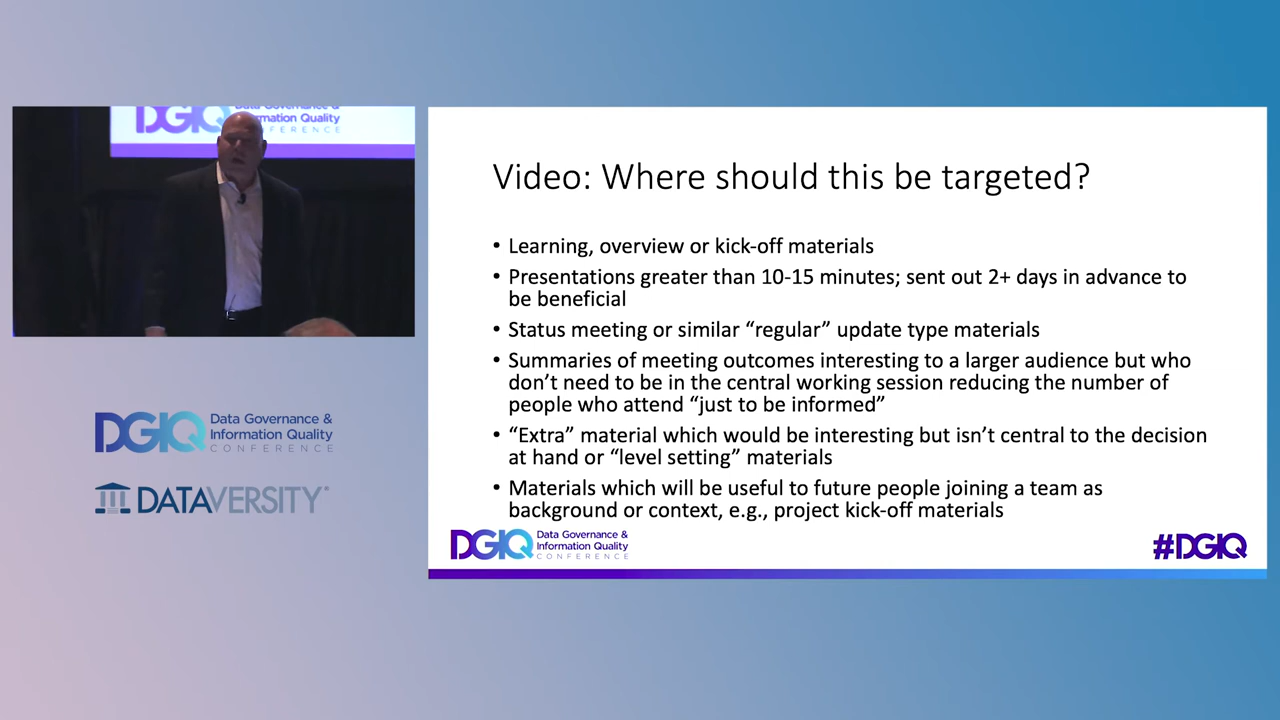 DGIQ
Information Quality
CONFERENCE
DGIQ Data Governance &
Information Quality
CONFERENCE
DATAVERSITY
Video: Where should this be targeted?
• Learning, overview or kick-off materials
• Presentations greater than 10-15 minutes; sent out 2+ days in advance to
be beneficial
• Status meeting or similar “regular” update type materials
• Summaries of meeting outcomes interesting to a larger audience but who
don’t need to be in the central working session reducing the number of
people who attend “just to be informed”
• “Extra” material which would be interesting but isn’t central to the decision
at hand or “level setting” materials
• Materials which will be useful to future people joining a team as
background or context, e.g., project kick-off materials
DGIQ Data Governance &
Information Quality
CONFERENCE
#DGIQ